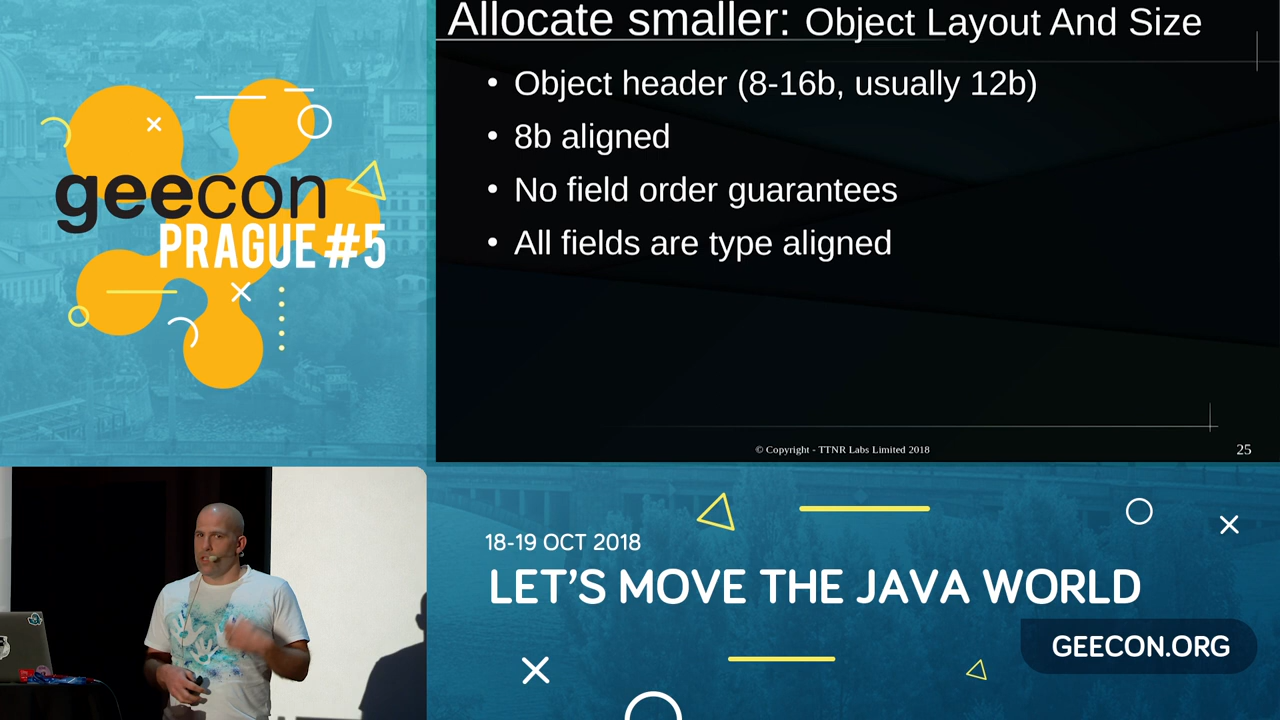 geecon
PRAGUE #5
Allocate smaller: Object Layout And Size
• Object header (8-16b, usually 12b)
• 8b aligned
• No field order guarantees
• All fields are type aligned
© Copyright - TTNR Labs Limited 2018
25
18-19 OCT 2018
LET'S MOVE THE JAVA WORLD
GEECON.ORG